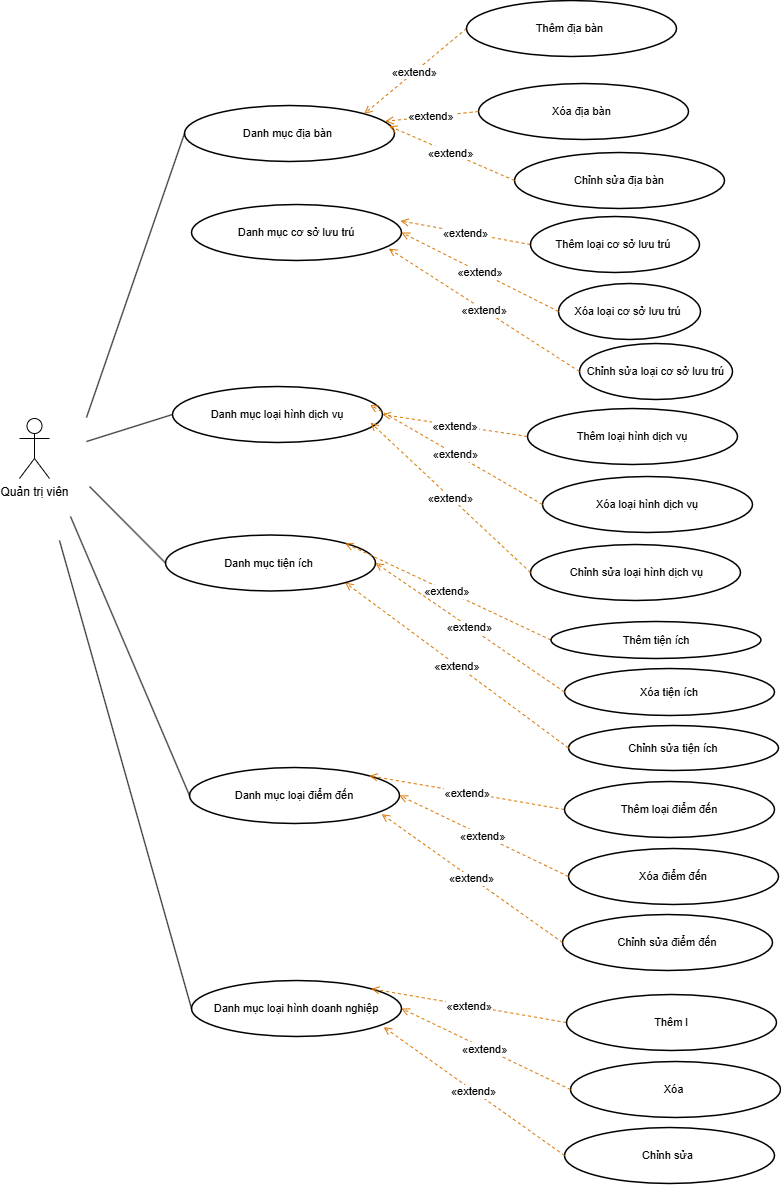 Thêm địa bàn
«extend»
Danh mục địa bàn
«extend»
Xóa địa bàn
«extend»
Chỉnh sửa địa bàn
Danh mục cơ sở lưu trú
«extend»
Thêm loại cơ sở lưu trú
«extend»
Xóa loại cơ sở lưu trú
«extend»
Chỉnh sửa loại cơ sở lưu trú
Danh mục loại hình dịch vụ
«extend»
Thêm loại hình dịch vụ
«extend»
Xóa loại hình dịch vụ
«extend»
Chỉnh sửa loại hình dịch vụ
Quản trị viên
Danh mục tiện ích
«extend»
Thêm tiện ích
«extend»
Xóa tiện ích
«extend»
Chỉnh sửa tiện ích
Danh mục loại điểm đến
«extend»
Thêm loại điểm đến
«extend»
Xóa điểm đến
«extend»
Chỉnh sửa điểm đến
Danh mục loại hình doanh nghiệp
«extend»
Thêm l
«extend»
Xóa
«extend»
Chỉnh sửa